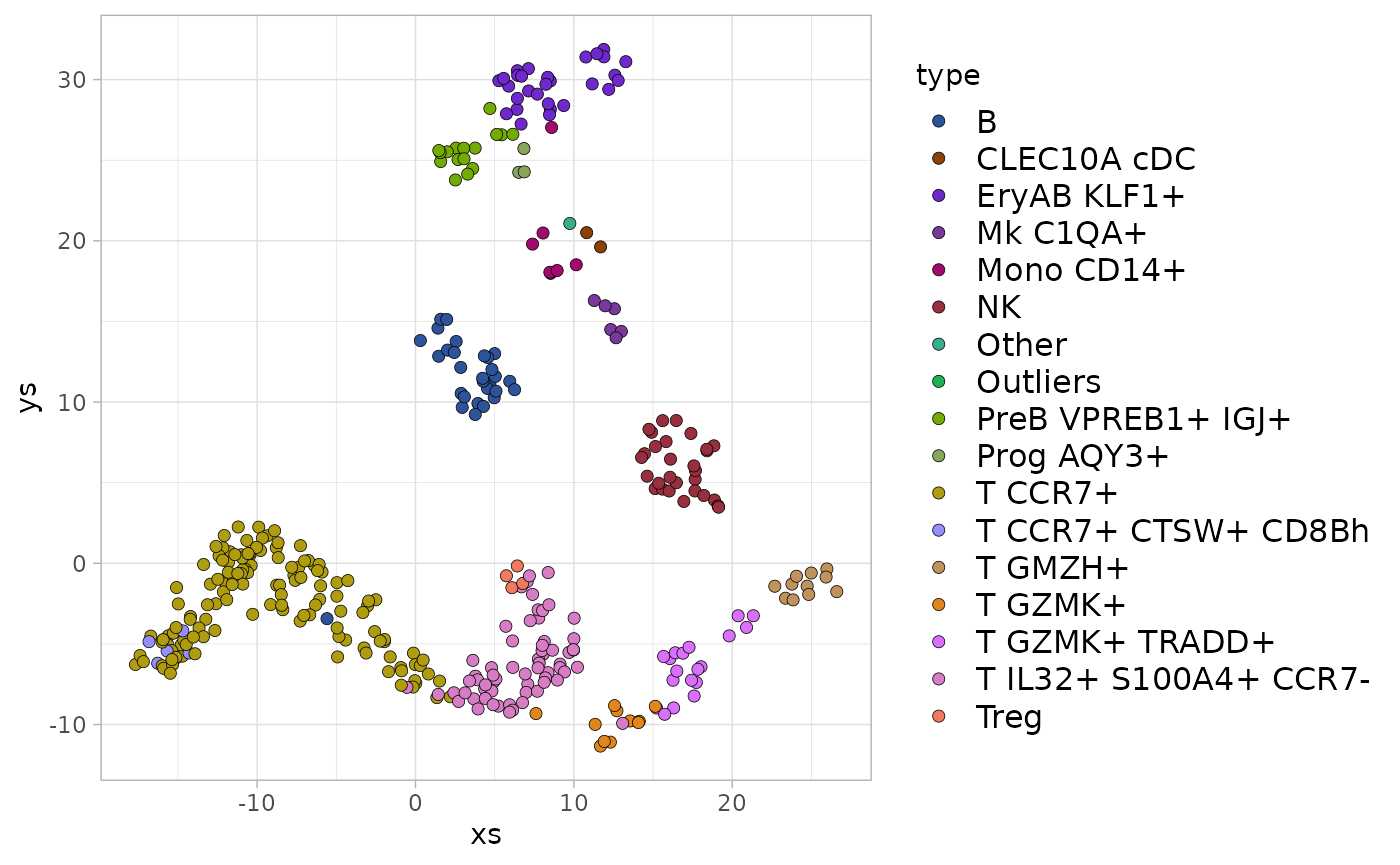 30
20
10
0
-10
-10
0
10
20
xs
ys
type
B
CLEC10A cDC
EryAB KLF1+
Mk C1QA+
Mono CD14+
NK
Other
Outliers
PreB VPREB1+ IGJ+
Prog AQY3+
T CCR7+
T CCR7+ CTSW+ CD8Bh
T GMZH+
T GZMK+
T GZMK+ TRADD+
T IL32+ S100A4+ CCR7-
Treg